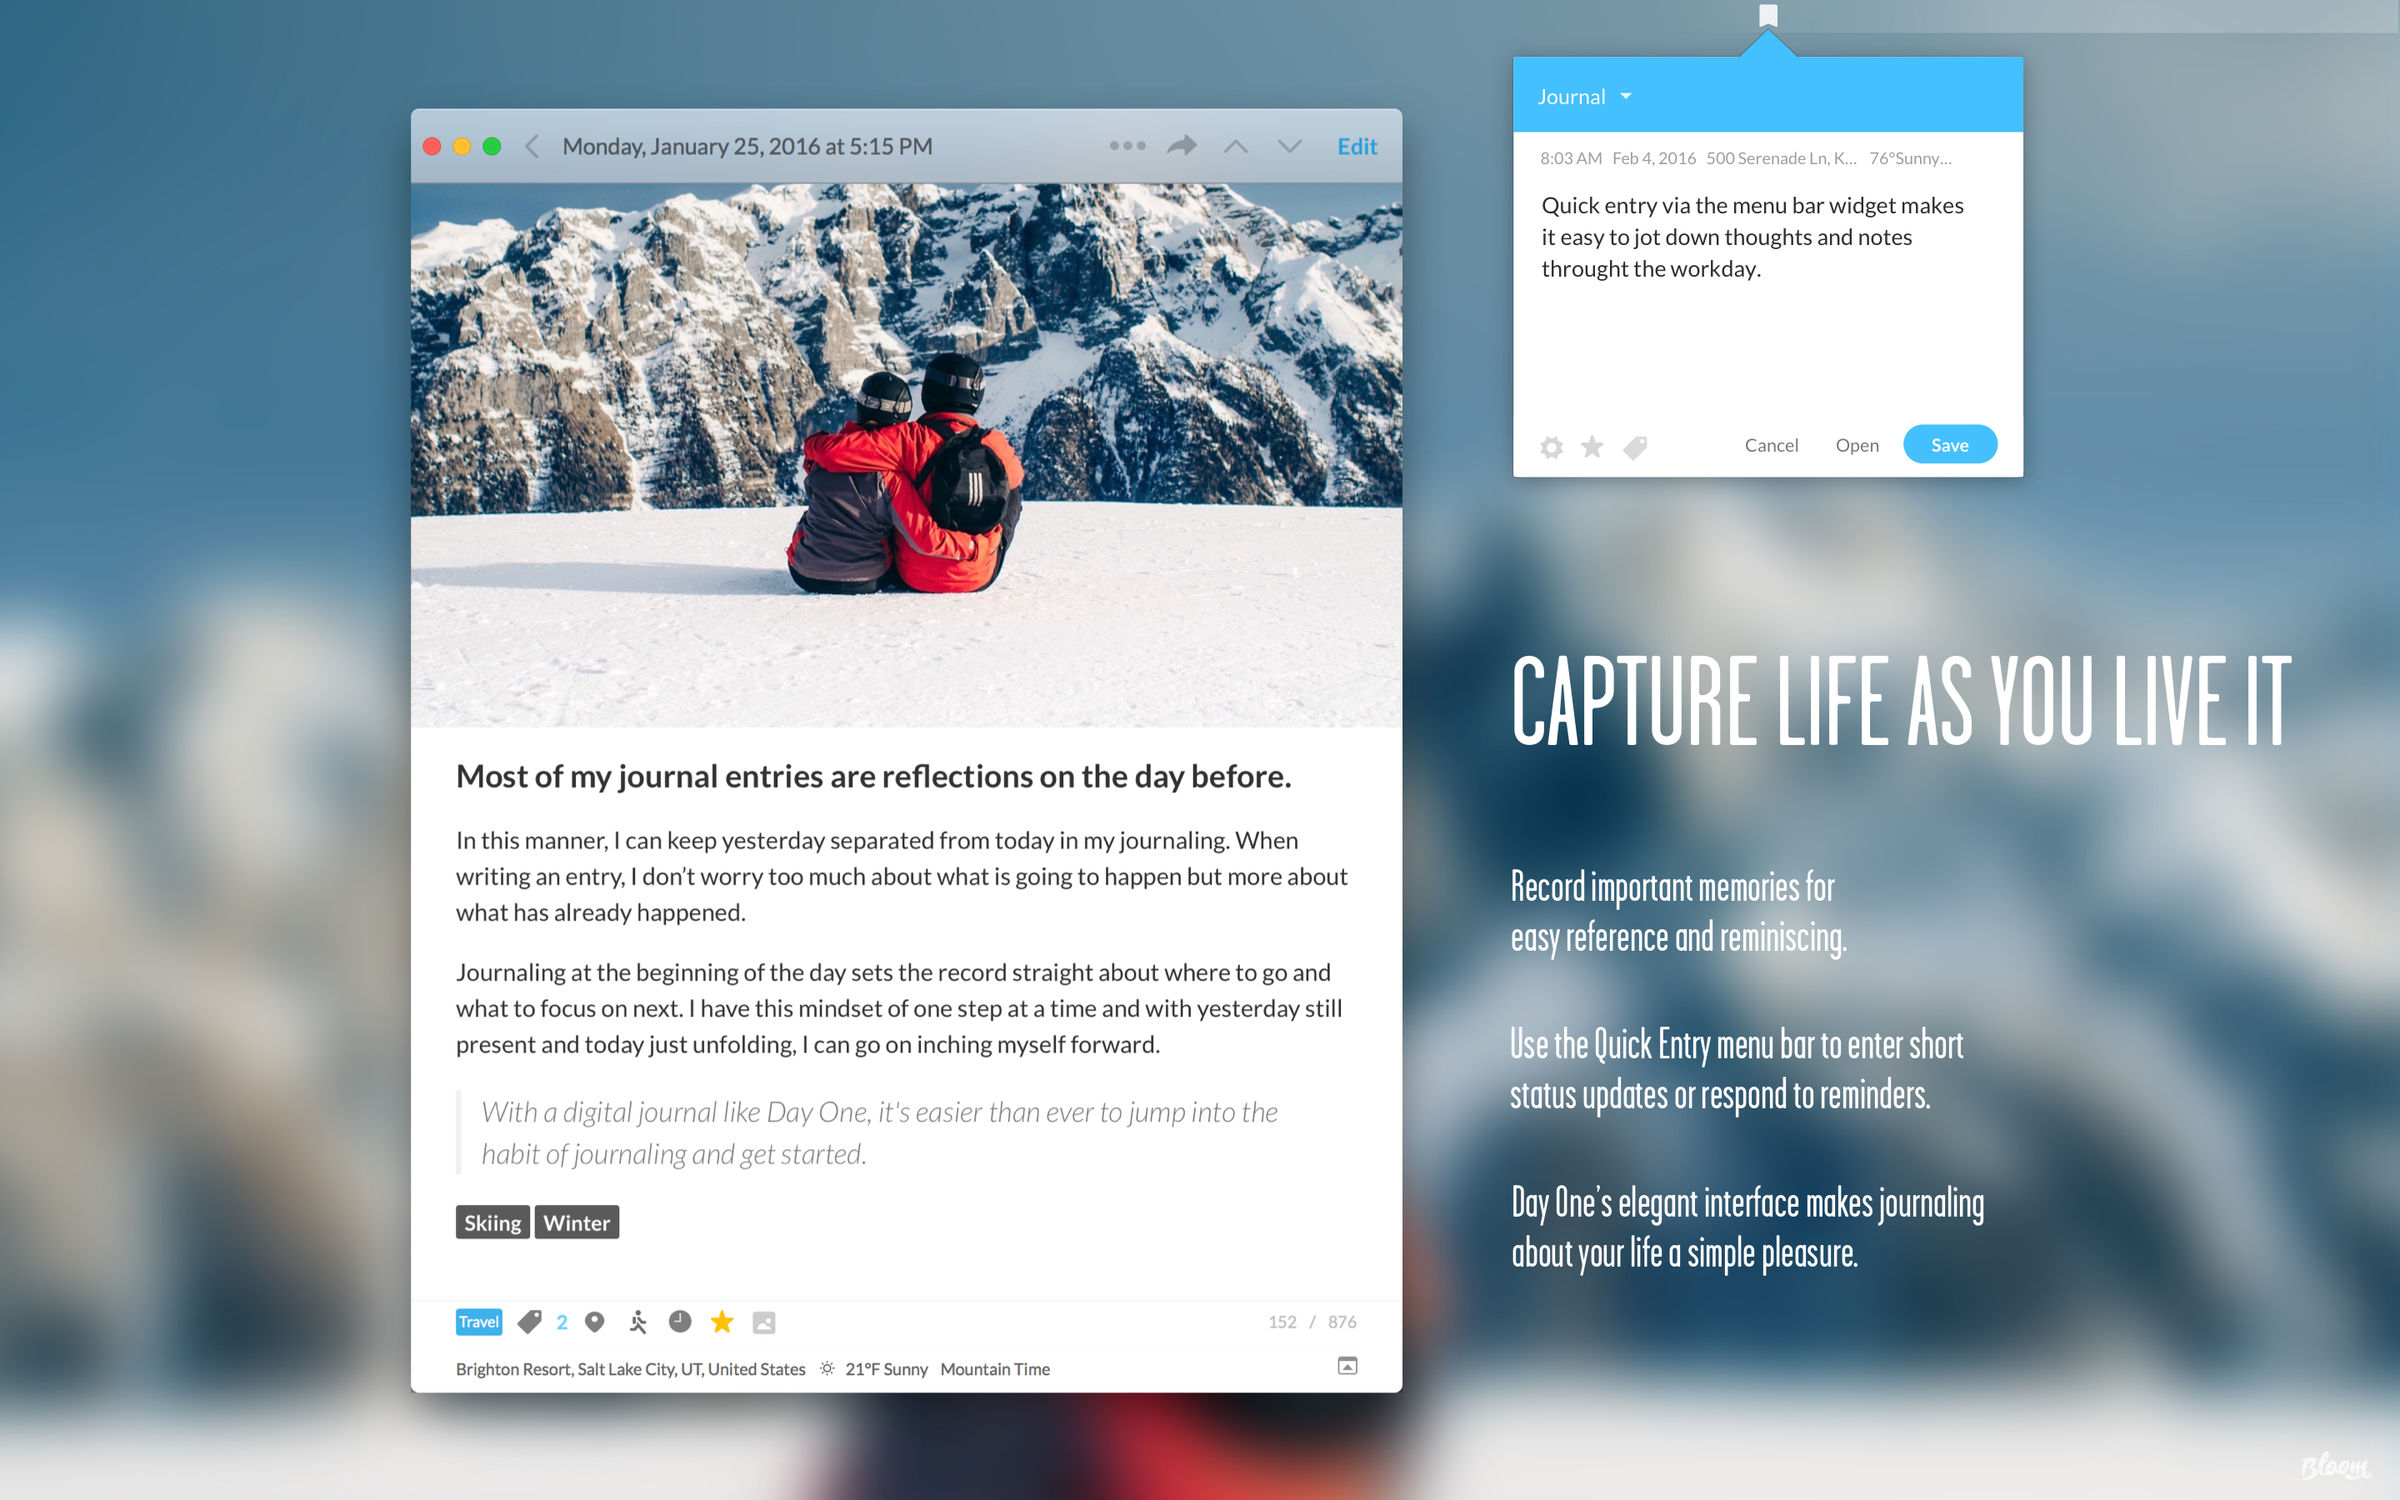 Monday, January 25, 2016 at 5:15 PM
Edit
Most of my journal entries are reflections on the day before.
In this manner, I can keep yesterday separated from today in my journaling. When
writing an entry, I don’t worry too much about what is going to happen but more about
what has already happened.
Journaling at the beginning of the day sets the record straight about where to go and
what to focus on next. I have this mindset of one step at a time and with yesterday still
present and today just unfolding, I can go on inching myself forward.
With a digital journal like Day One, it's easier than ever to jump into the
habit of journaling and get started.
Skiing Winter
Travel 2 152 / 876
Brighton Resort, Salt Lake City, UT, United States 21°F Sunny Mountain Time
Journal
8:03 AM Feb 4, 2016 500 Serenade Ln, K... 76°Sunny...
Quick entry via the menu bar widget makes
it easy to jot down thoughts and notes
throught the workday.
Cancel Open Save
CAPTURE LIFE AS YOU LIVE IT
Record important memories for
easy reference and reminiscing.
Use the Quick Entry menu bar to enter short
status updates or respond to reminders.
Day One’s elegant interface makes journaling
about your life a simple pleasure.
Bloom